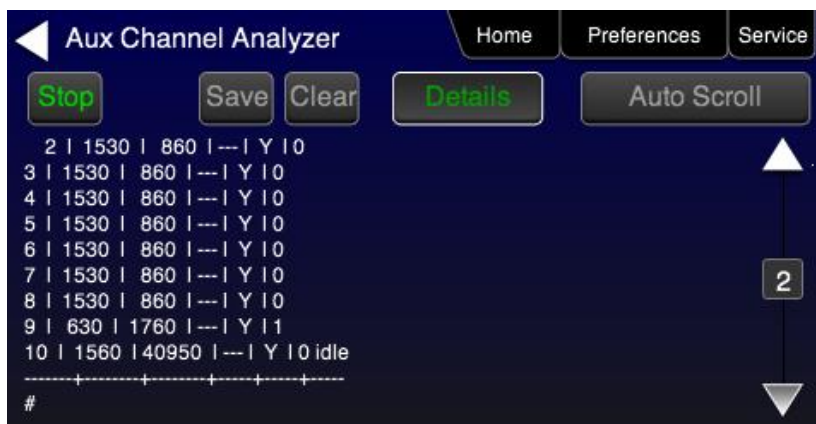 Aux Channel Analyzer Home Preferences Service
Stop Save Clear Details Auto Scroll
2 | 1530 | 860 |---| Y |0
3 | 1530 | 860 |---| Y |0
4 | 1530 | 860 |---| Y |0
5 | 1530 | 860 |---| Y |0
6 | 1530 | 860 |---| Y |0
7 | 1530 | 860 |---| Y |0
8 | 1530 | 860 |---| Y |0
9 | 630 | 1760 |---| Y |1
10 | 1560 |40950 |---| Y |0 idle
-------+--------+---------+-----+-----+-----
#
2